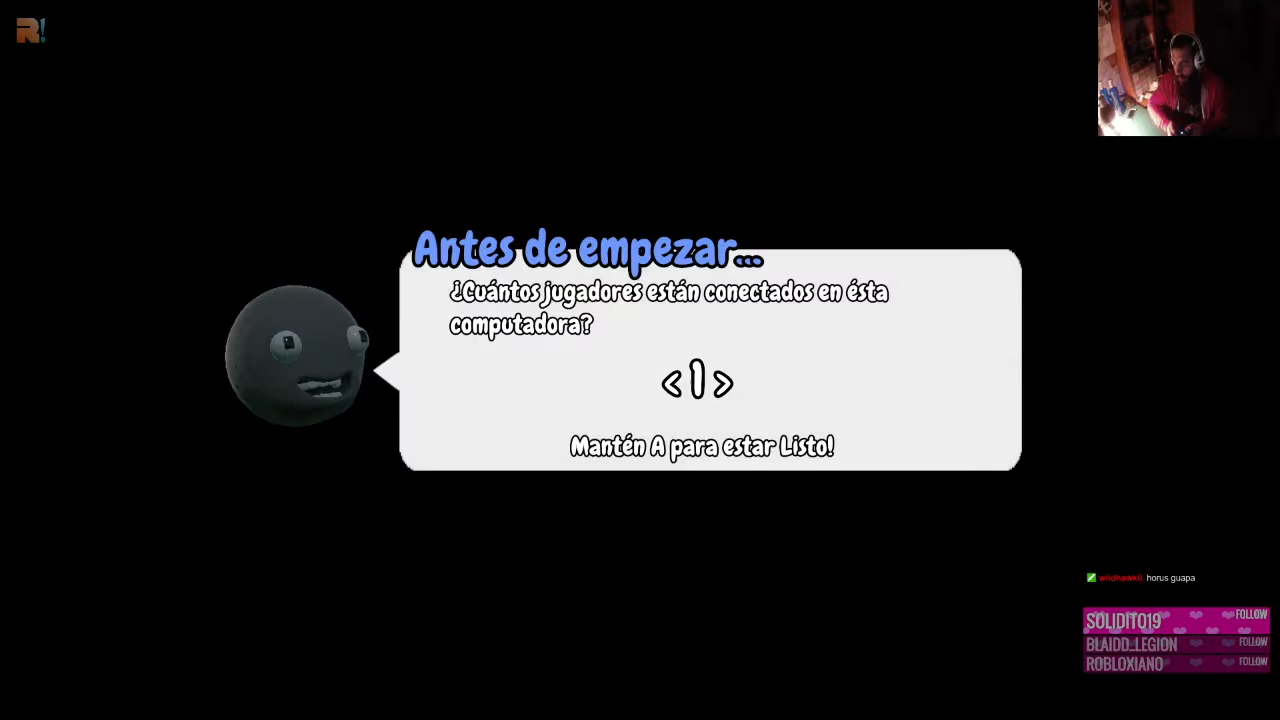 R!
Antes de empezar...
¿Cuántos jugadores están conectados en ésta
computadora?
< 1 >
Mantén A para estar Listo!
wildhawk0: horus guapa
SOLIDITO19 FOLLOW
BLAIDD_LEGION FOLLOW
ROBLOXIANO FOLLOW